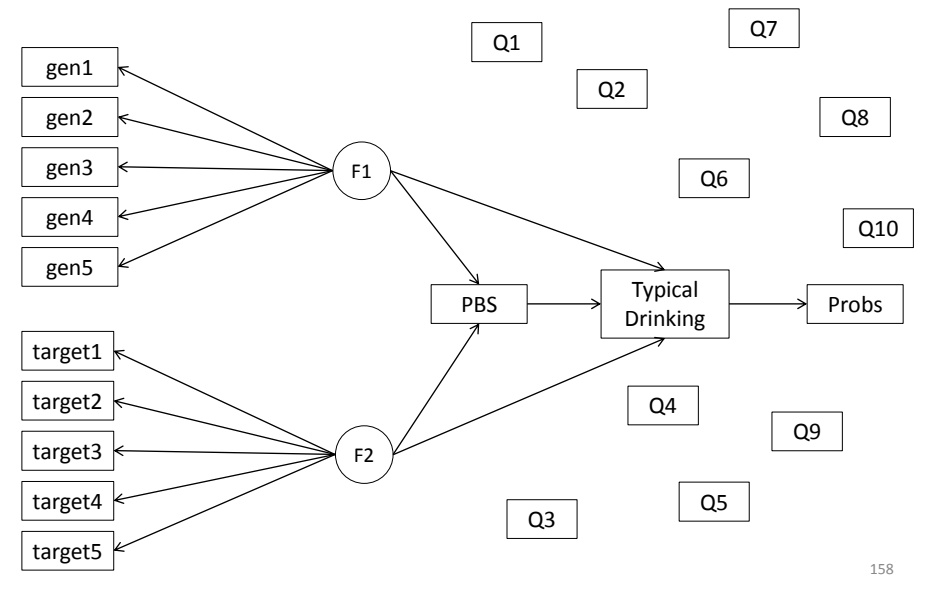 gen1
gen2
gen3
gen4
gen5
target1
target2
target3
target4
target5
F1
F2
PBS
Typical
Drinking
Probs
Q1
Q2
Q7
Q8
Q6
Q10
Q4
Q9
Q3
Q5
158